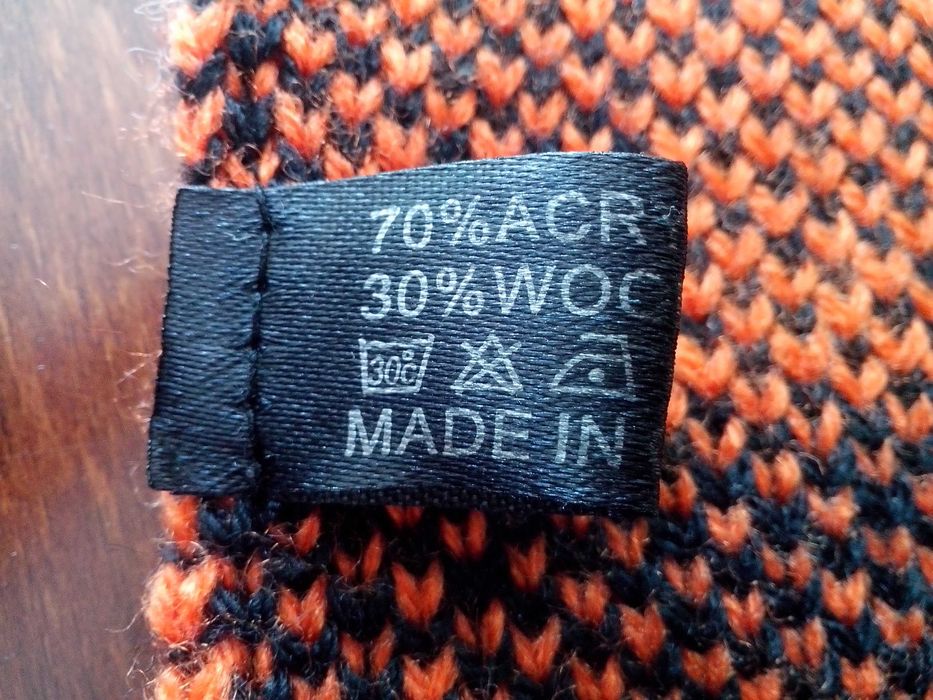 70% ACR
30% WOO
30°C
MADE IN